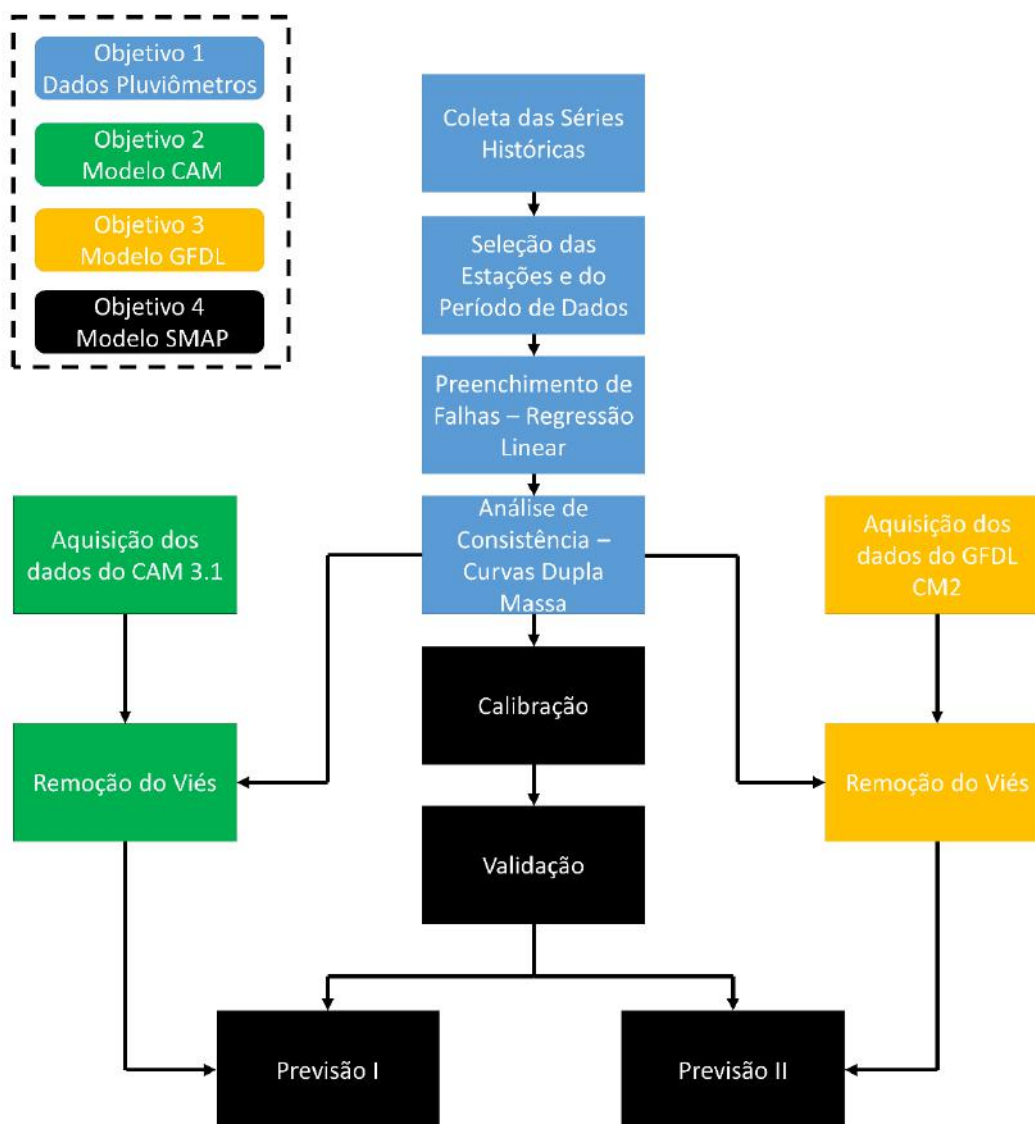 Objetivo 1
Dados Pluviômetros
Objetivo 2
Modelo CAM
Objetivo 3
Modelo GFDL
Objetivo 4
Modelo SMAP
Coleta das Séries
Históricas
Seleção das
Estações e do
Período de Dados
Preenchimento de
Falhas – Regressão
Linear
Análise de
Consistência –
Curvas Dupla
Massa
Aquisição dos
dados do CAM 3.1
Aquisição dos
dados do GFDL
CM2
Calibração
Remoção do Viés
Remoção do Viés
Validação
Previsão I
Previsão II